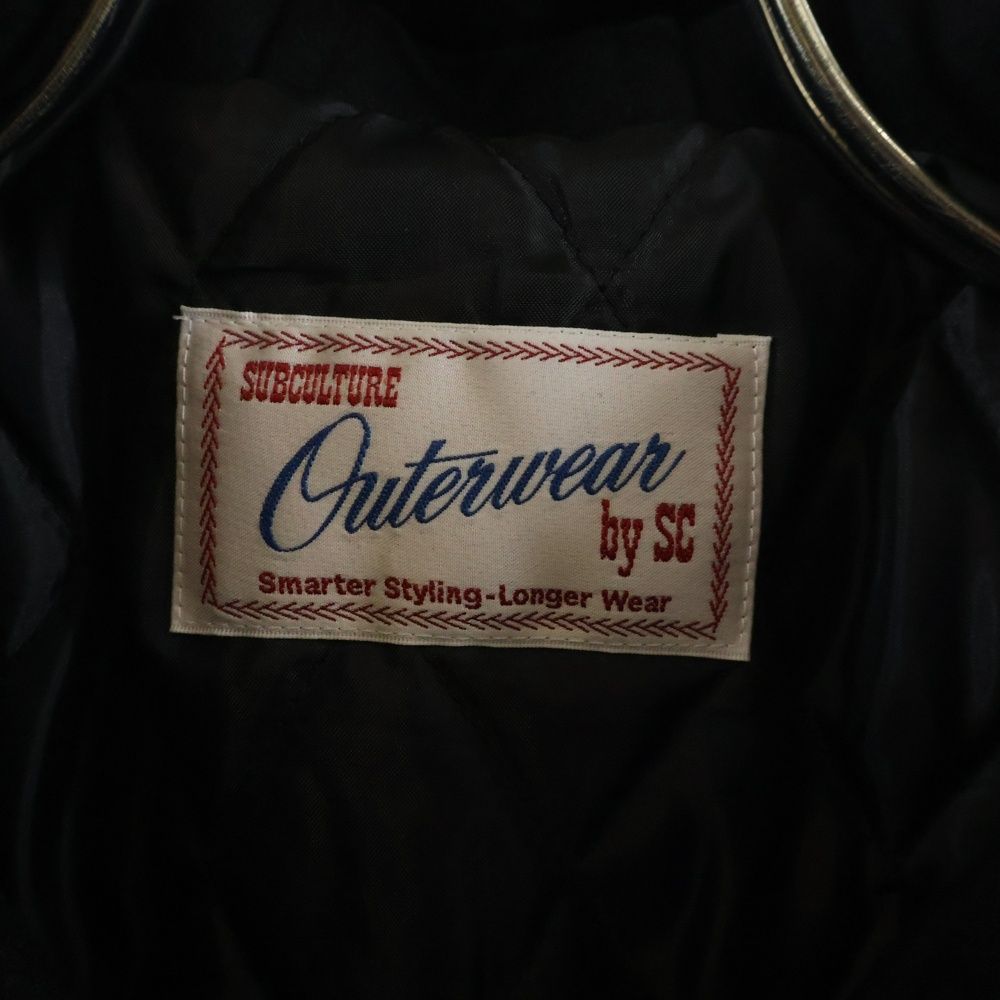 SUBCULTURE
Outerwear
by SC
Smarter Styling-Longer Wear